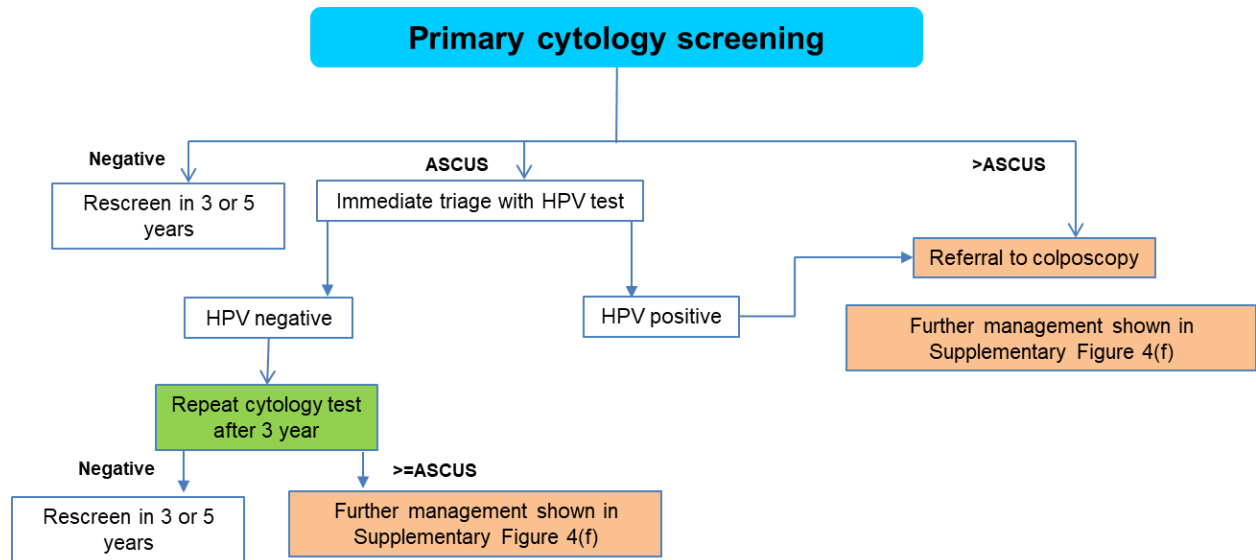 Primary cytology screening
Negative
ASCUS
>ASCUS
Rescreen in 3 or 5
years
Immediate triage with HPV test
Referral to colposcopy
HPV negative
HPV positive
Further management shown in
Supplementary Figure 4(f)
Repeat cytology test
after 3 year
Negative
>=ASCUS
Rescreen in 3 or 5
years
Further management shown in
Supplementary Figure 4(f)